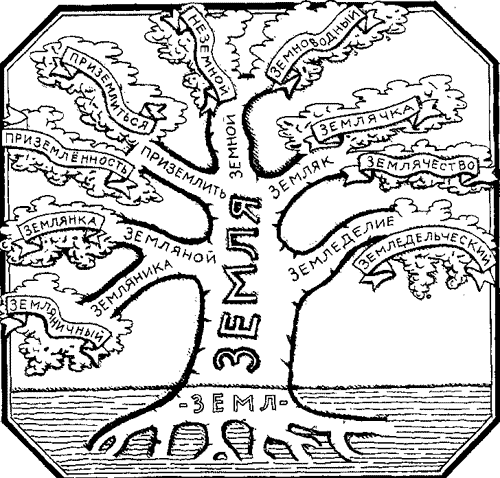 НЕЗЕМНОЙ
ЗЕМНОВОДНЫЙ
ПРИЗЕМЛИТЬСЯ
ЗЕМНОЙ
ЗЕМЛЯЧКА
ПРИЗЕМЛЁННОСТЬ
ПРИЗЕМЛИТЬ
ЗЕМЛЯК
ЗЕМЛЯЧЕСТВО
ЗЕМЛЯНКА
ЗЕМЛЯНОЙ
ЗЕМЛЯ
ЗЕМЛЕДЕЛИЕ
ЗЕМЛЕДЕЛЬЧЕСКИЙ
ЗЕМЛЯНИКА
ЗЕМЛЯНИЧНЫЙ
-ЗЕМЛ-